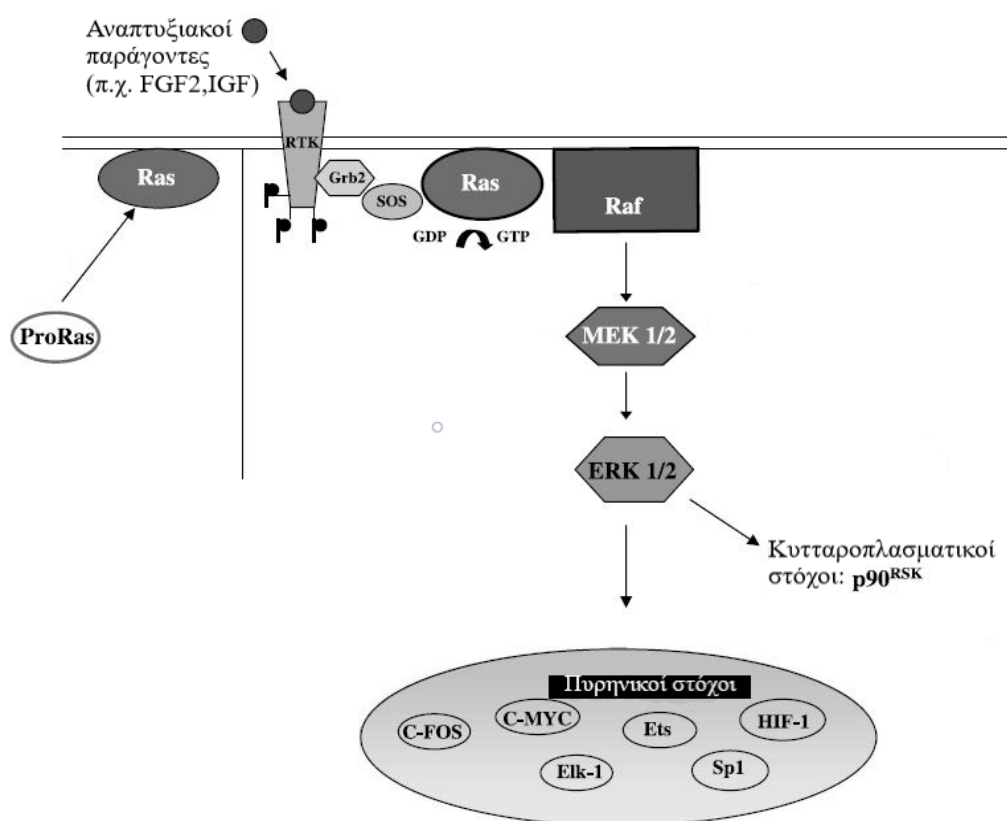 Αναπτυξιακοί
παράγοντες
(π.χ. FGF2,IGF)
RTK
Ras
Grb2
SOS
Ras
Raf
GDP
GTP
ProRas
MEK 1/2
ERK 1/2
Κυτταροπλασματικοί
στόχοι: p90RSK
Πυρηνικοί στόχοι
C-FOS
C-MYC
Ets
HIF-1
Elk-1
Sp1